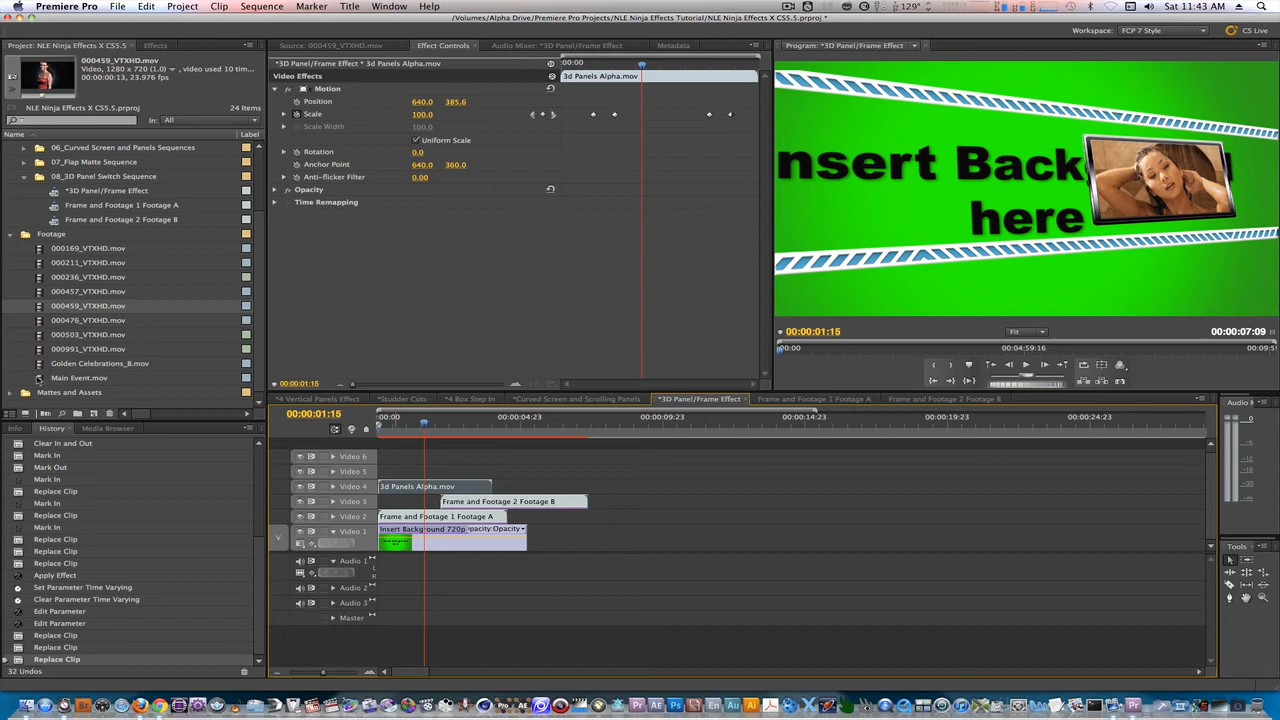 Premiere Pro File Edit Project Clip Sequence Marker Title Window Help 129° Sat 11:43 AM
/Volumes/Alpha Drive/Premiere Pro Projects/NLE Ninja Effects Tutorial/NLE Ninja Effects X CS5.5.prproj *
Workspace: FCP 7 Style CS Live
Project: NLE Ninja Effects X CS5.5 Effects
000459_VTXHD.mov
Video, 1280 x 720 (1.0) , video used 10 tim...
00:00:00:13, 23.976 fps
NLE Ninja Effects X CS5.5.prproj 24 Items
In: All
Name Label
06_Curved Screen and Panels Sequences
07_Flap Matte Sequence
08_3D Panel Switch Sequence
*3D Panel/Frame Effect
Frame and Footage 1 Footage A
Frame and Footage 2 Footage B
Footage
000169_VTXHD.mov
000211_VTXHD.mov
000236_VTXHD.mov
000457_VTXHD.mov
000459_VTXHD.mov
000476_VTXHD.mov
000503_VTXHD.mov
000991_VTXHD.mov
Golden Celebrations_8.mov
Main Event.mov
Mattes and Assets
Source: 000459_VTXHD.mov Effect Controls Audio Mixer: *3D Panel/Frame Effect Metadata
*3D Panel/Frame Effect * 3d Panels Alpha.mov
00:00
Video Effects
3d Panels Alpha.mov
Motion
Position 640.0 385.6
Scale 100.0
Scale Width 100.0
Uniform Scale
Rotation 0.0
Anchor Point 640.0 360.0
Anti-flicker Filter 0.00
Opacity
Time Remapping
00:00:01:15
Program: *3D Panel/Frame Effect
here
00:00:01:15 Fit 00:00:07:09
00:00 00:04:59:16 00:09:59
Info History Media Browser
Clear In and Out
Mark In
Mark Out
Mark In
Replace Clip
Mark In
Replace Clip
Mark In
Replace Clip
Replace Clip
Replace Clip
Apply Effect
Set Parameter Time Varying
Clear Parameter Time Varying
Edit Parameter
Edit Parameter
Replace Clip
Replace Clip
Replace Clip
32 Undos
*4 Vertical Panels Effect *Studder Cuts *4 Box Step In *Curved Screen and Scrolling Panels *3D Panel/Frame Effect Frame and Footage 1 Footage A Frame and Footage 2 Footage B
00:00:01:15
00:00 00:00:04:23 00:00:09:23 00:00:14:23 00:00:19:23 00:00:24:23
Video 6
Video 5
Video 4 3d Panels Alpha.mov
Video 3 Frame and Footage 2 Footage B
Video 2 Frame and Footage 1 Footage A
V Video 1 Insert Background 720p pacity:Opacity
Audio 1
Audio 2
Audio 3
Master
Audio M
Tools